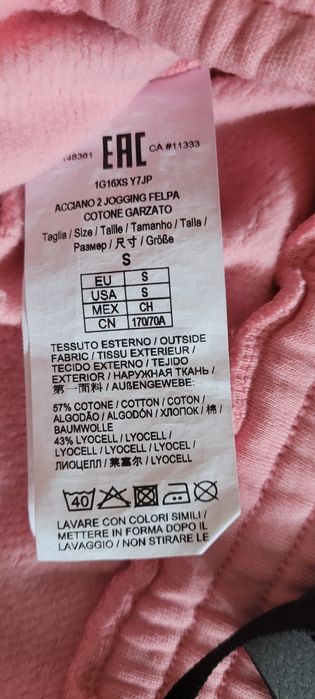 148361 EAC CA #11333
1G16XS Y7JP
ACCIANO 2 JOGGING FELPA
COTONE GARZATO
Taglia / Size / Taille / Tamanho / Talla /
Размер / 尺寸 / Größe
S
EU S
USA S
MEX CH
CN 170/70A
TESSUTO ESTERNO / OUTSIDE
FABRIC / TISSU EXTERIEUR /
TECIDO EXTERNO / TEJIDO
EXTERIOR / НАРУЖНАЯ ТКАНЬ /
第一面料 / AUßENGEWEBE:
57% COTONE / COTTON / COTON /
ALGODÃO / ALGODÓN / ХЛОПОК / 棉 /
BAUMWOLLE
43% LYOCELL / LYOCELL /
LYOCELL / LYOCELL / LYOCEL /
ЛИОЦЕЛЛ / 莱塞尔 / LYOCELL
40
LAVARE CON COLORI SIMILI /
METTERE IN FORMA DOPO IL
LAVAGGIO / NON STIRARE LE